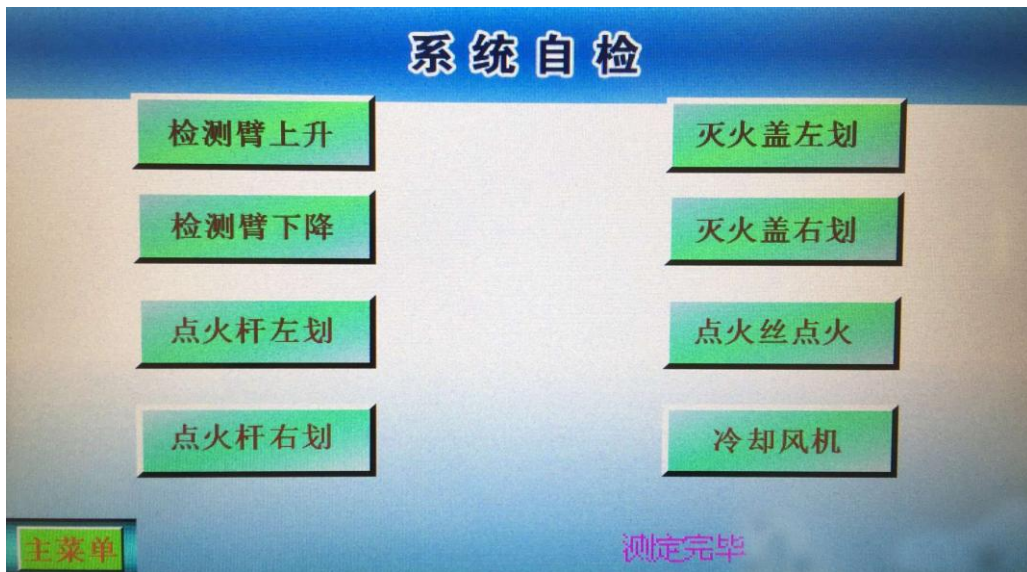 系统自检
检测臂上升
灭火盖左划
检测臂下降
灭火盖右划
点火杆左划
点火丝点火
点火杆右划
冷却风机
主菜单
测定完毕